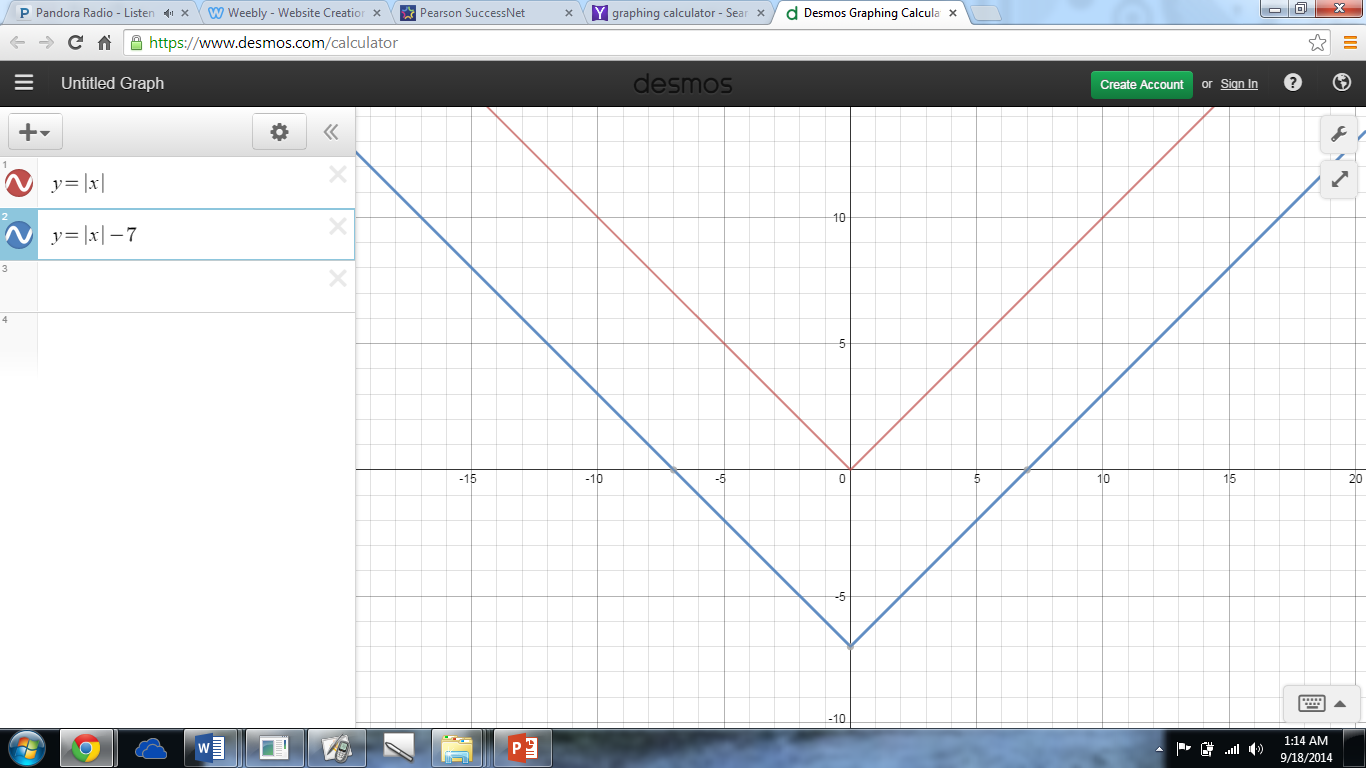 Pandora Radio - Listen
Weebly - Website Creation
Pearson SuccessNet
graphing calculator - Sear
Desmos Graphing Calcula
https://www.desmos.com/calculator
Untitled Graph
desmos
Create Account or Sign In ?
1
y=|x|
2
y=|x|−7
3
4
10
5
-15 -10 -5 0 5 10 15 20
-5
-10
1:14 AM
9/18/2014